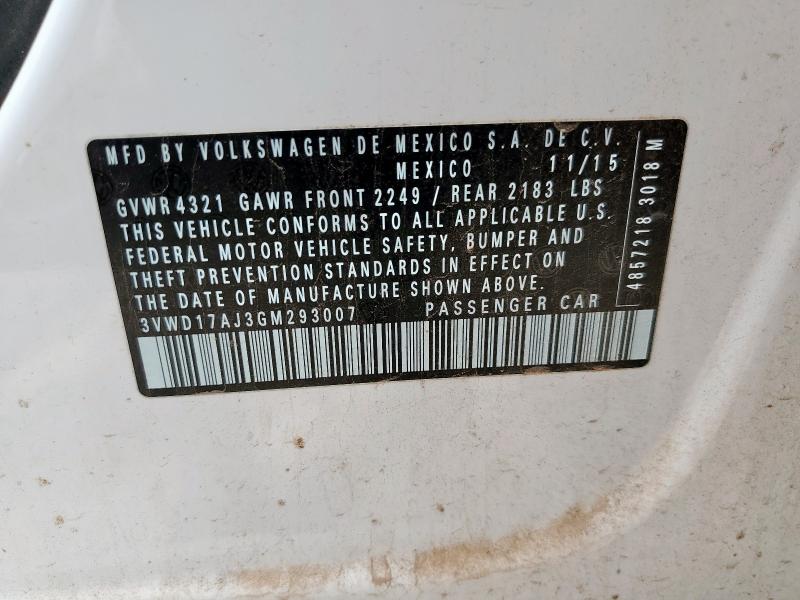 MFD BY VOLKSWAGEN DE MEXICO S.A. DE C.V.
MEXICO 11/15
GVWR 4321 GAWR FRONT 2249 / REAR 2183 LBS
THIS VEHICLE CONFORMS TO ALL APPLICABLE U.S.
FEDERAL MOTOR VEHICLE SAFETY, BUMPER AND
THEFT PREVENTION STANDARDS IN EFFECT ON
THE DATE OF MANUFACTURE SHOWN ABOVE.
3VWD17AJ3GM293007 PASSENGER CAR
4857218 3018 M